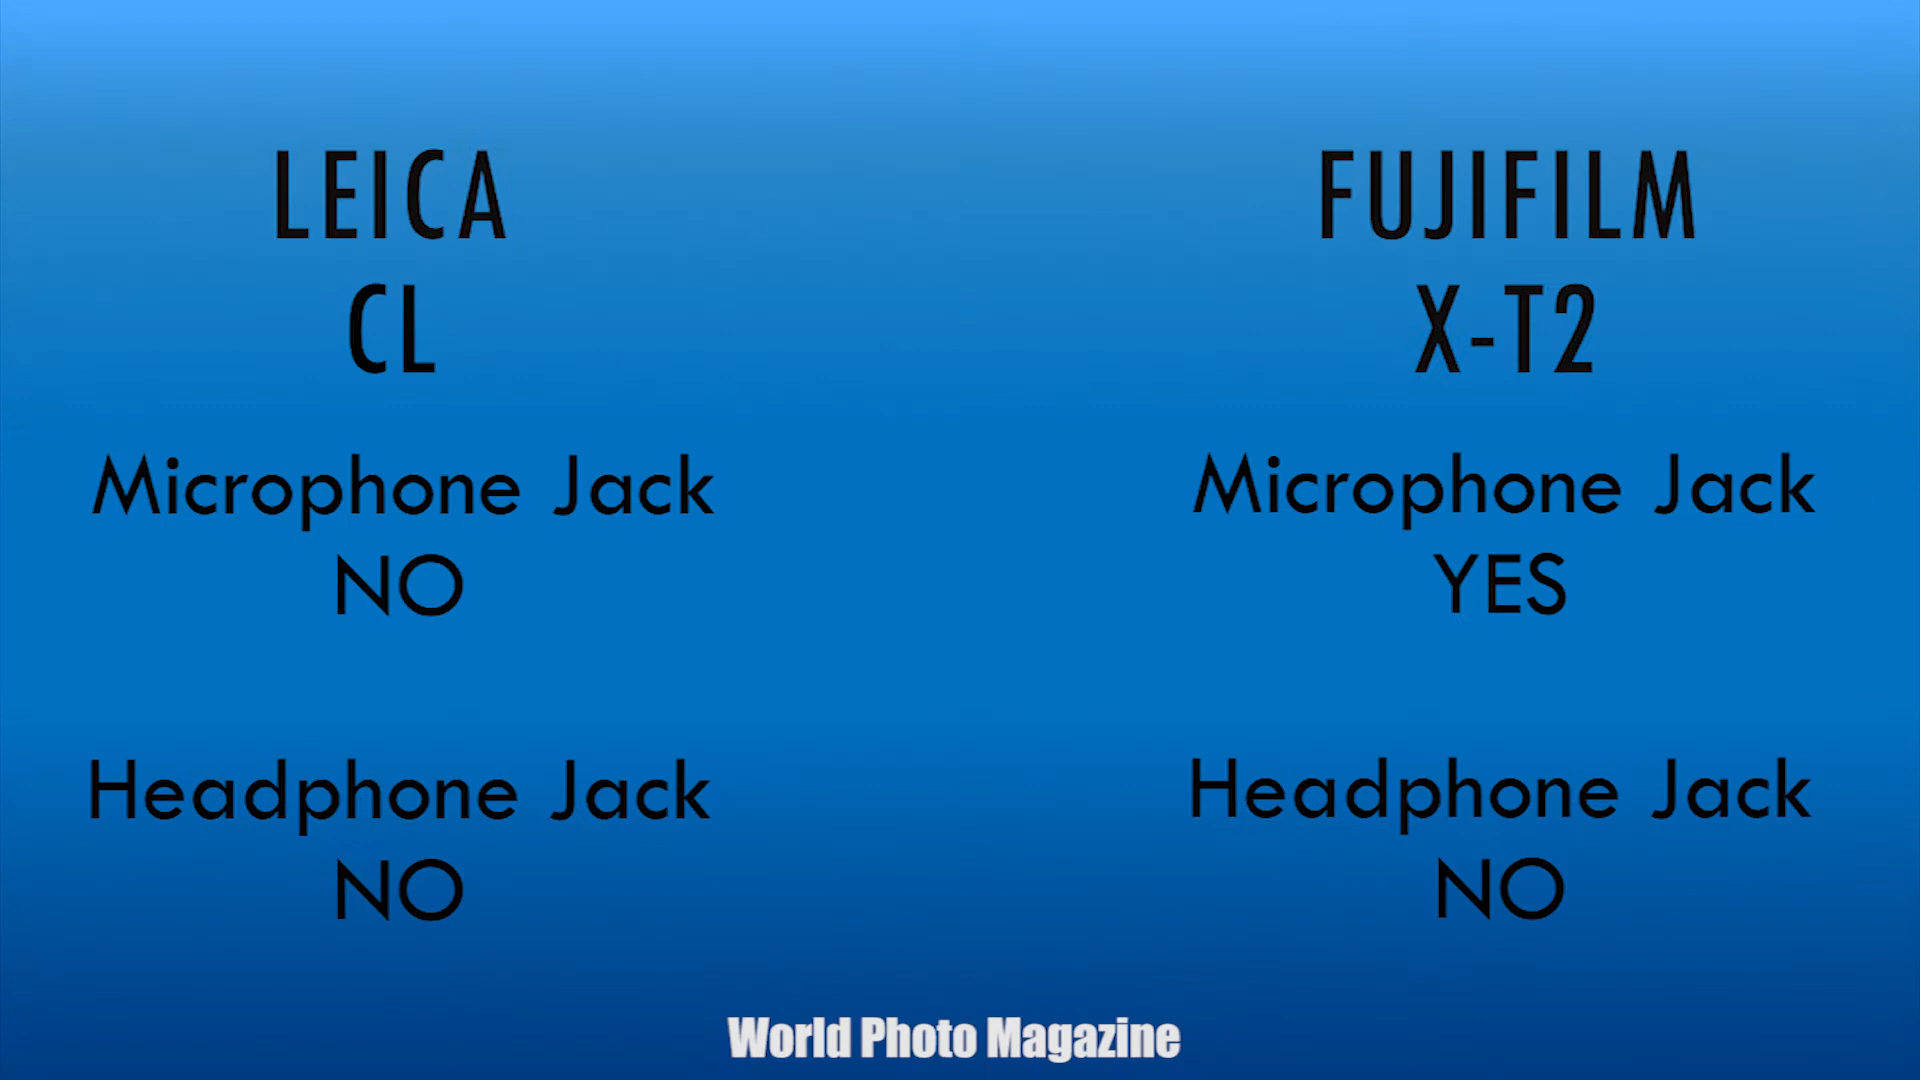 LEICA
CL
Microphone Jack
NO
Headphone Jack
NO
FUJIFILM
X-T2
Microphone Jack
YES
Headphone Jack
NO
World Photo Magazine